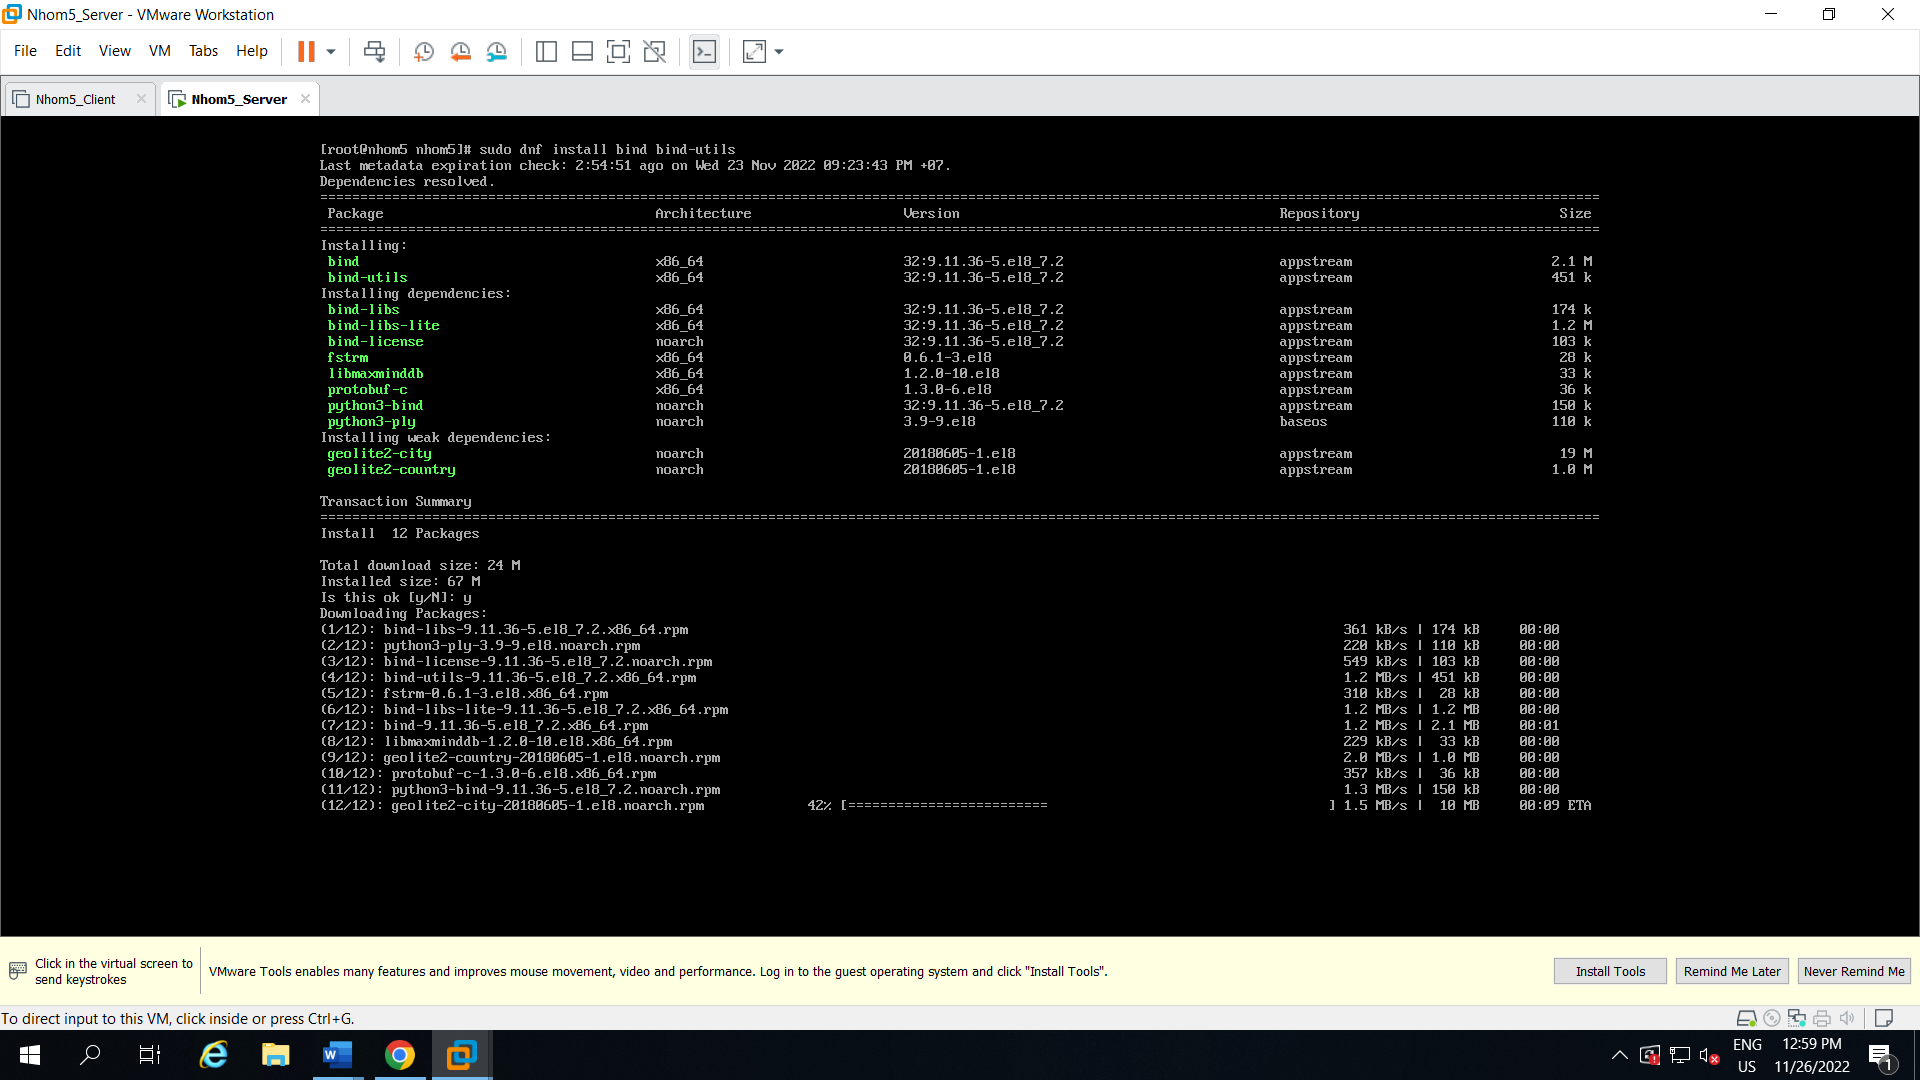 Nhom5_Server - VMware Workstation
File Edit View VM Tabs Help
Nhom5_Client
Nhom5_Server
[root@nhom5 nhom5]# sudo dnf install bind bind-utils
Last metadata expiration check: 2:54:51 ago on Wed 23 Nov 2022 09:23:43 PM +07.
Dependencies resolved.
================================================================================
Package Architecture Version Repository Size
================================================================================
Installing:
bind x86_64 32:9.11.36-5.el8_7.2 appstream 2.1 M
bind-utils x86_64 32:9.11.36-5.el8_7.2 appstream 451 k
Installing dependencies:
bind-libs x86_64 32:9.11.36-5.el8_7.2 appstream 174 k
bind-libs-lite x86_64 32:9.11.36-5.el8_7.2 appstream 1.2 M
bind-license noarch 32:9.11.36-5.el8_7.2 appstream 103 k
fstrm x86_64 0.6.1-3.el8 appstream 28 k
libmaxminddb x86_64 1.2.0-10.el8 appstream 33 k
protobuf-c x86_64 1.3.0-6.el8 appstream 36 k
python3-bind noarch 32:9.11.36-5.el8_7.2 appstream 150 k
python3-ply noarch 3.9-9.el8 baseos 110 k
Installing weak dependencies:
geolite2-city noarch 20180605-1.el8 appstream 19 M
geolite2-country noarch 20180605-1.el8 appstream 1.0 M
Transaction Summary
================================================================================
Install 12 Packages
Total download size: 24 M
Installed size: 67 M
Is this ok [y/N]: y
Downloading Packages:
(1/12): bind-libs-9.11.36-5.el8_7.2.x86_64.rpm 361 kB/s | 174 kB 00:00
(2/12): python3-ply-3.9-9.el8.noarch.rpm 220 kB/s | 110 kB 00:00
(3/12): bind-license-9.11.36-5.el8_7.2.noarch.rpm 549 kB/s | 103 kB 00:00
(4/12): bind-utils-9.11.36-5.el8_7.2.x86_64.rpm 1.2 MB/s | 451 kB 00:00
(5/12): fstrm-0.6.1-3.el8.x86_64.rpm 310 kB/s | 28 kB 00:00
(6/12): bind-libs-lite-9.11.36-5.el8_7.2.x86_64.rpm 1.2 MB/s | 1.2 MB 00:00
(7/12): bind-9.11.36-5.el8_7.2.x86_64.rpm 1.2 MB/s | 2.1 MB 00:01
(8/12): libmaxminddb-1.2.0-10.el8.x86_64.rpm 229 kB/s | 33 kB 00:00
(9/12): geolite2-country-20180605-1.el8.noarch.rpm 2.0 MB/s | 1.0 MB 00:00
(10/12): protobuf-c-1.3.0-6.el8.x86_64.rpm 357 kB/s | 36 kB 00:00
(11/12): python3-bind-9.11.36-5.el8_7.2.noarch.rpm 1.3 MB/s | 150 kB 00:00
(12/12): geolite2-city-20180605-1.el8.noarch.rpm 42% [========================= ] 1.5 MB/s | 10 MB 00:09 ETA
Click in the virtual screen to
send keystrokes
VMware Tools enables many features and improves mouse movement, video and performance. Log in to the guest operating system and click "Install Tools".
Install Tools
Remind Me Later
Never Remind Me
To direct input to this VM, click inside or press Ctrl+G.
ENG
US
12:59 PM
11/26/2022
1